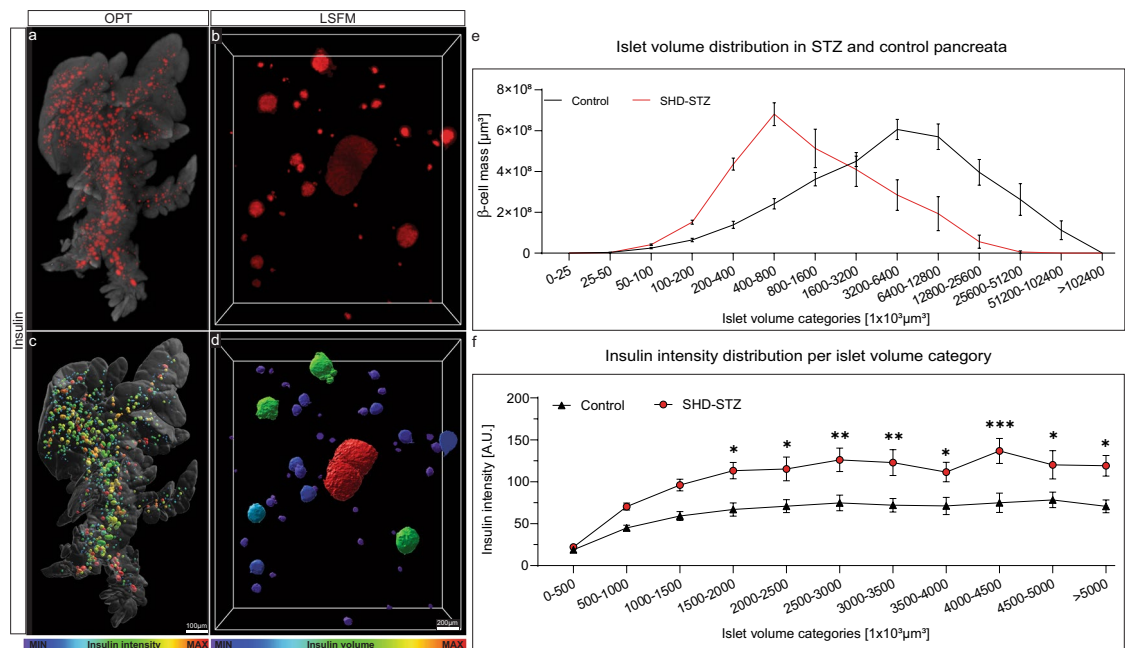 OPT
LSFM
Insulin
a
b
c
100µm
d
200µm
MIN Insulin intensity MAX
MIN Insulin volume MAX
e
Islet volume distribution in STZ and control pancreata
Control
SHD-STZ
β-cell mass [µm³]
8×10⁸
6×10⁸
4×10⁸
2×10⁸
0
0-25
25-50
50-100
100-200
200-400
400-800
800-1600
1600-3200
3200-6400
6400-12800
12800-25600
25600-51200
51200-102400
>102400
Islet volume categories [1x10³µm³]
f
Insulin intensity distribution per islet volume category
Control
SHD-STZ
Insulin intensity [A.U.]
200
150
100
50
0
* * ** ** * *** * *
0-500
500-1000
1000-1500
1500-2000
2000-2500
2500-3000
3000-3500
3500-4000
4000-4500
4500-5000
>5000
Islet volume categories [1x10³µm³]